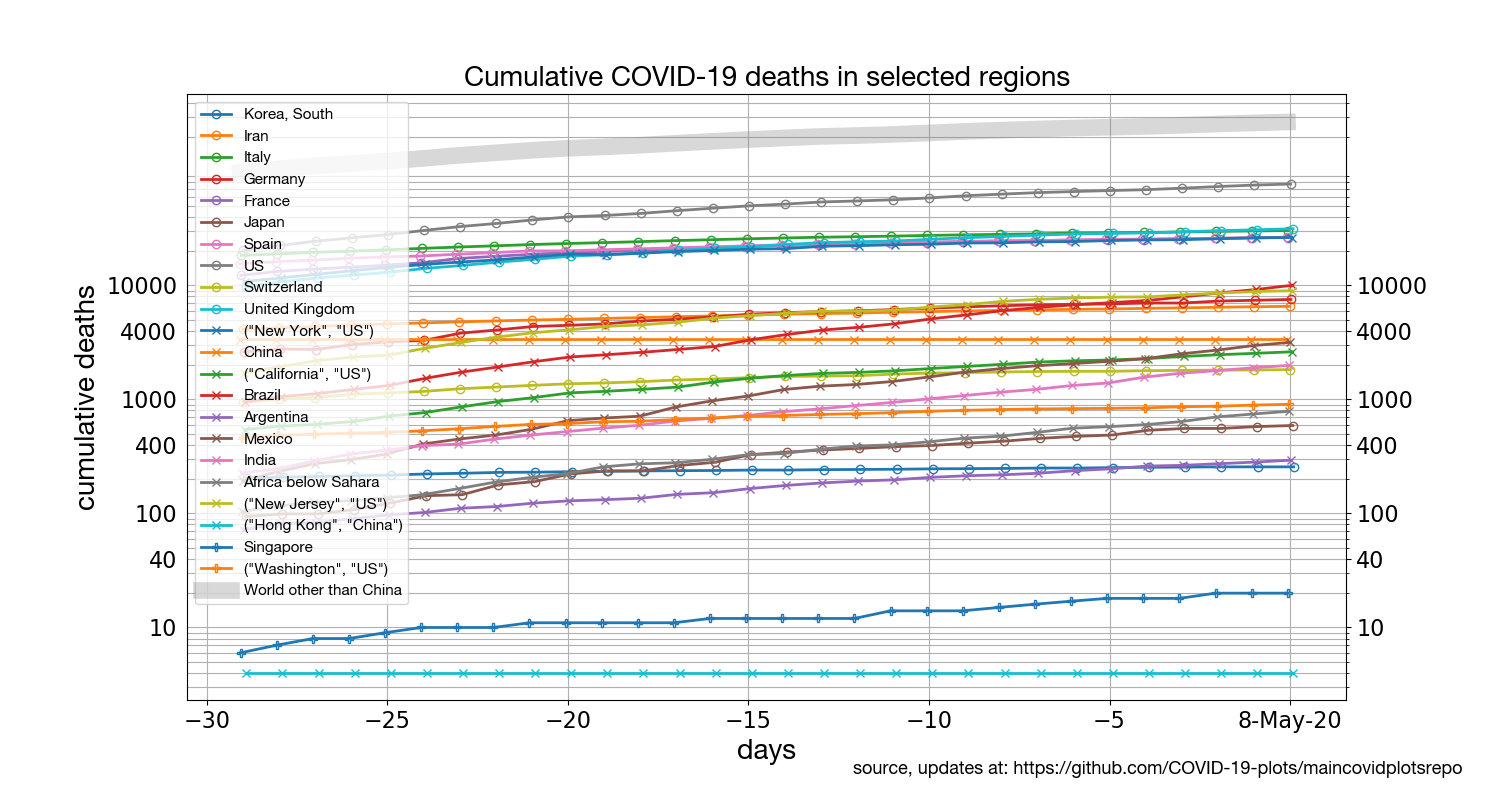 Cumulative COVID-19 deaths in selected regions
cumulative deaths
10000
4000
1000
400
100
40
10
Korea, South
Iran
Italy
Germany
France
Japan
Spain
US
Switzerland
United Kingdom
("New York", "US")
China
("California", "US")
Brazil
Argentina
Mexico
India
Africa below Sahara
("New Jersey", "US")
("Hong Kong", "China")
Singapore
("Washington", "US")
World other than China
10000
4000
1000
400
100
40
10
−30 −25 −20 −15 −10 −5 8-May-20
days
source, updates at: https://github.com/COVID-19-plots/maincovidplotsrepo